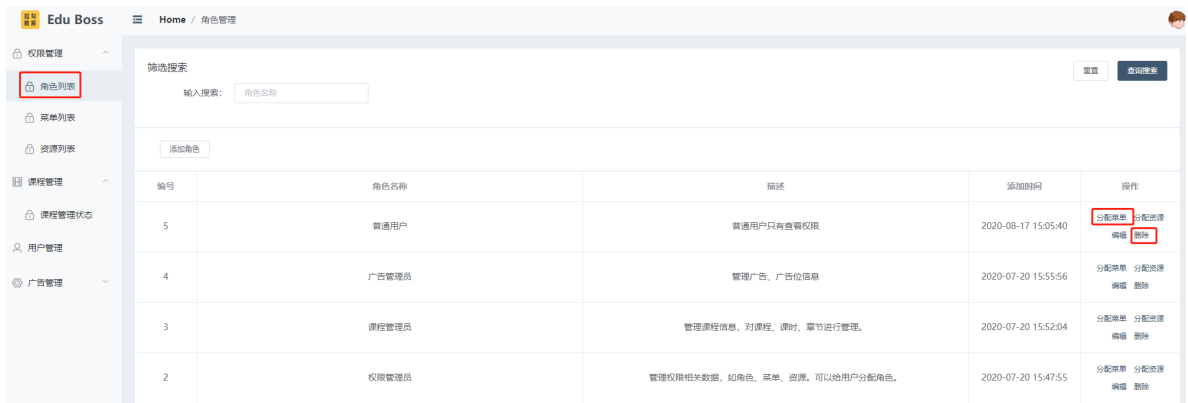 拉勾教育 Edu Boss
Home / 角色管理
权限管理
角色列表
菜单列表
资源列表
课程管理
课程管理状态
用户管理
广告管理
筛选搜索
重置 查询搜索
输入搜索： 角色名称
添加角色
编号 角色名称 描述 添加时间 操作
5 普通用户 普通用户只有查看权限 2020-08-17 15:05:40 分配菜单 分配资源
编辑 删除
4 广告管理员 管理广告、广告位信息 2020-07-20 15:55:56 分配菜单 分配资源
编辑 删除
3 课程管理员 管理课程信息，对课程、课时、章节进行管理。 2020-07-20 15:52:04 分配菜单 分配资源
编辑 删除
2 权限管理员 管理权限相关数据，如角色、菜单、资源。可以给用户分配角色。 2020-07-20 15:47:55 分配菜单 分配资源
编辑 删除